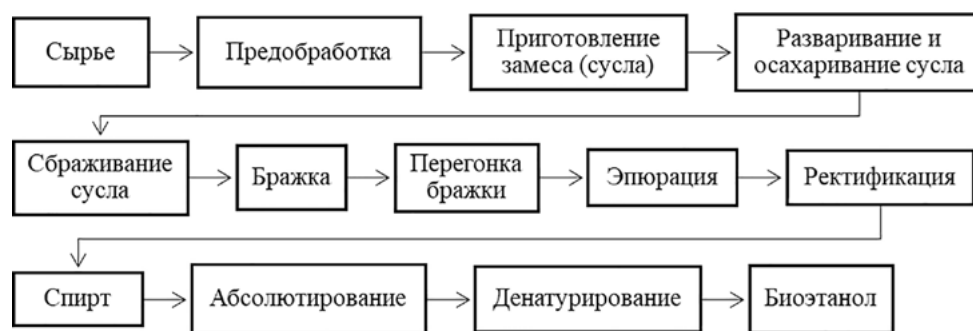 Сырье
Предобработка
Приготовление
замеса (сусла)
Разваривание и
осахаривание сусла
Сбраживание
сусла
Бражка
Перегонка
бражки
Эпюрация
Ректификация
Спирт
Абсолютирование
Денатурирование
Биоэтанол